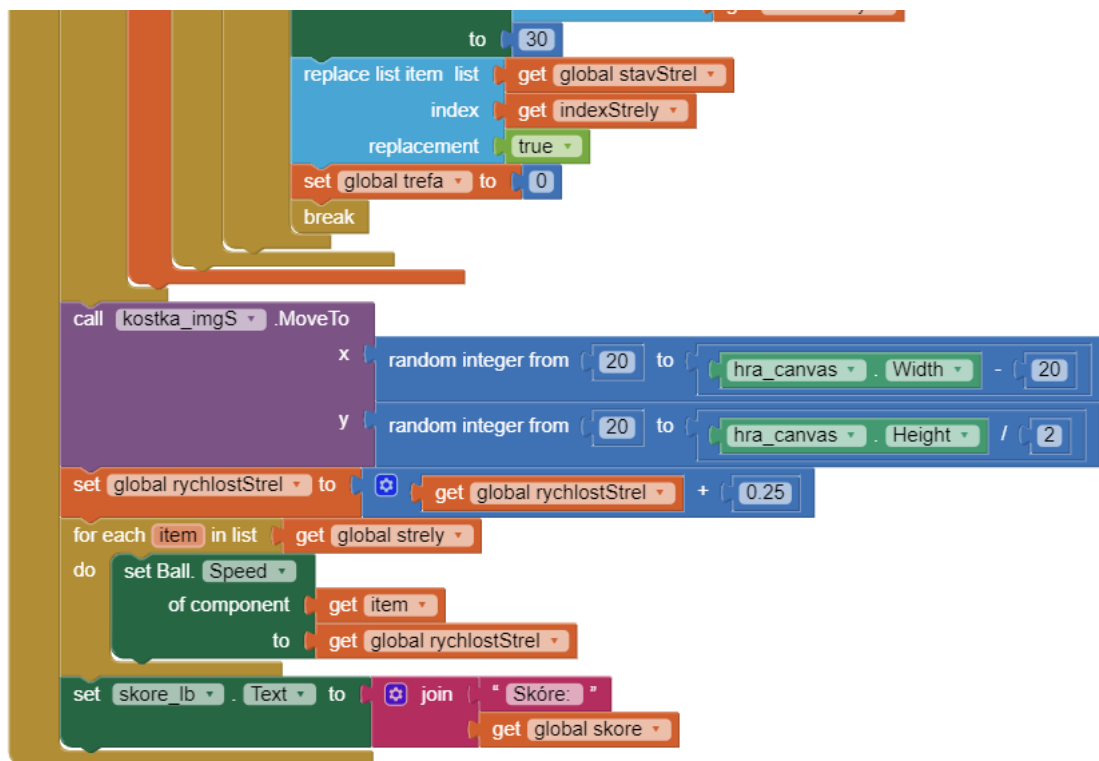 to 30
replace list item list get global stavStrel
index get indexStrely
replacement true
set global trefa to 0
break
call kostka_imgS .MoveTo
x random integer from 20 to hra_canvas . Width - 20
y random integer from 20 to hra_canvas . Height / 2
set global rychlostStrel to get global rychlostStrel + 0.25
for each item in list get global strely
do set Ball. Speed
of component get item
to get global rychlostStrel
set skore_lb . Text to join " Skóre: "
get global skore